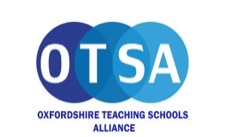 OTSA
OXFORDSHIRE TEACHING SCHOOLS
ALLIANCE